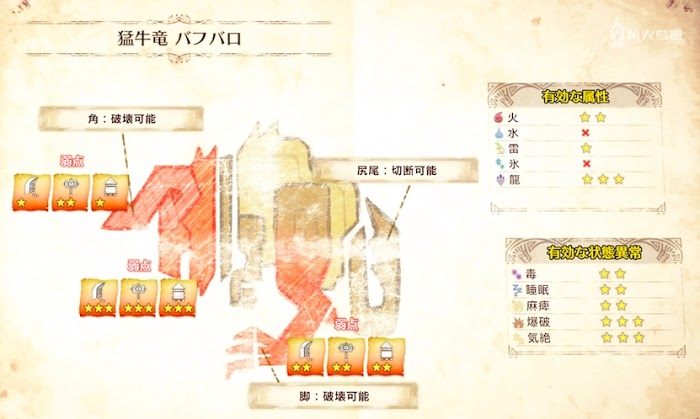 猛牛竜 バフバロ
角：破壊可能
弱点
尻尾：切断可能
弱点
弱点
脚：破壊可能
有効な属性
火
水
雷
氷
龍
有効な状態異常
毒
睡眠
麻痺
爆破
気絶